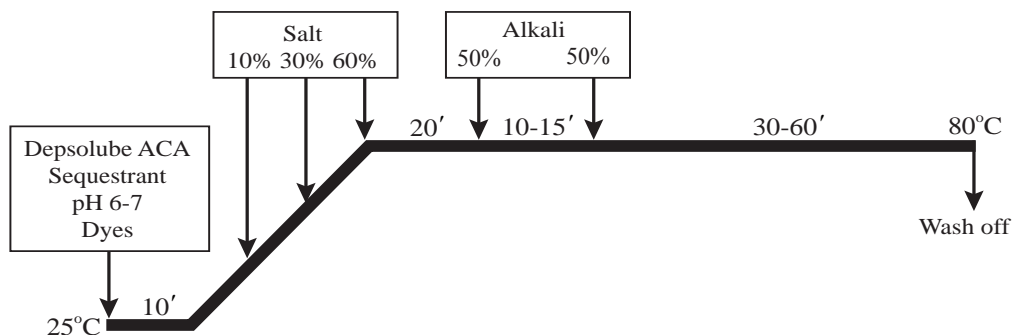 Salt
10% 30% 60%
Alkali
50% 50%
Depsolube ACA
Sequestrant
pH 6-7
Dyes
20′ 10-15′ 30-60′ 80°C
Wash off
25°C 10′